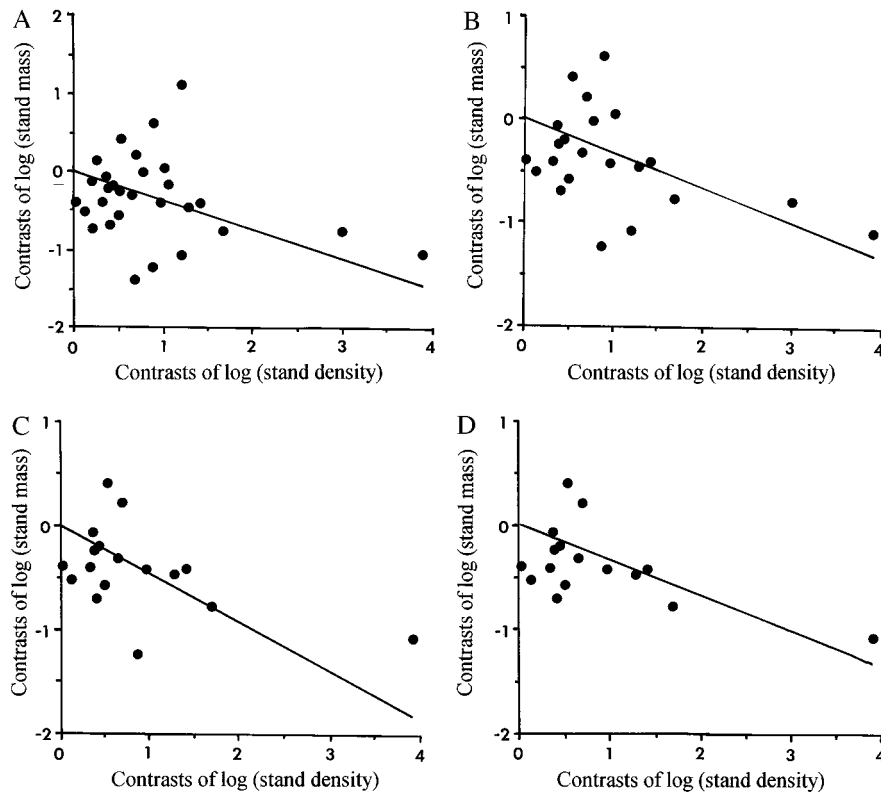 A
Contrasts of log (stand mass)
2
1
0
-1
-2
0 1 2 3 4
Contrasts of log (stand density)
B
Contrasts of log (stand mass)
1
0
-1
-2
0 1 2 3 4
Contrasts of log (stand density)
C
Contrasts of log (stand mass)
1
0
-1
-2
0 1 2 3 4
Contrasts of log (stand density)
D
Contrasts of log (stand mass)
1
0
-1
-2
0 1 2 3 4
Contrasts of log (stand density)